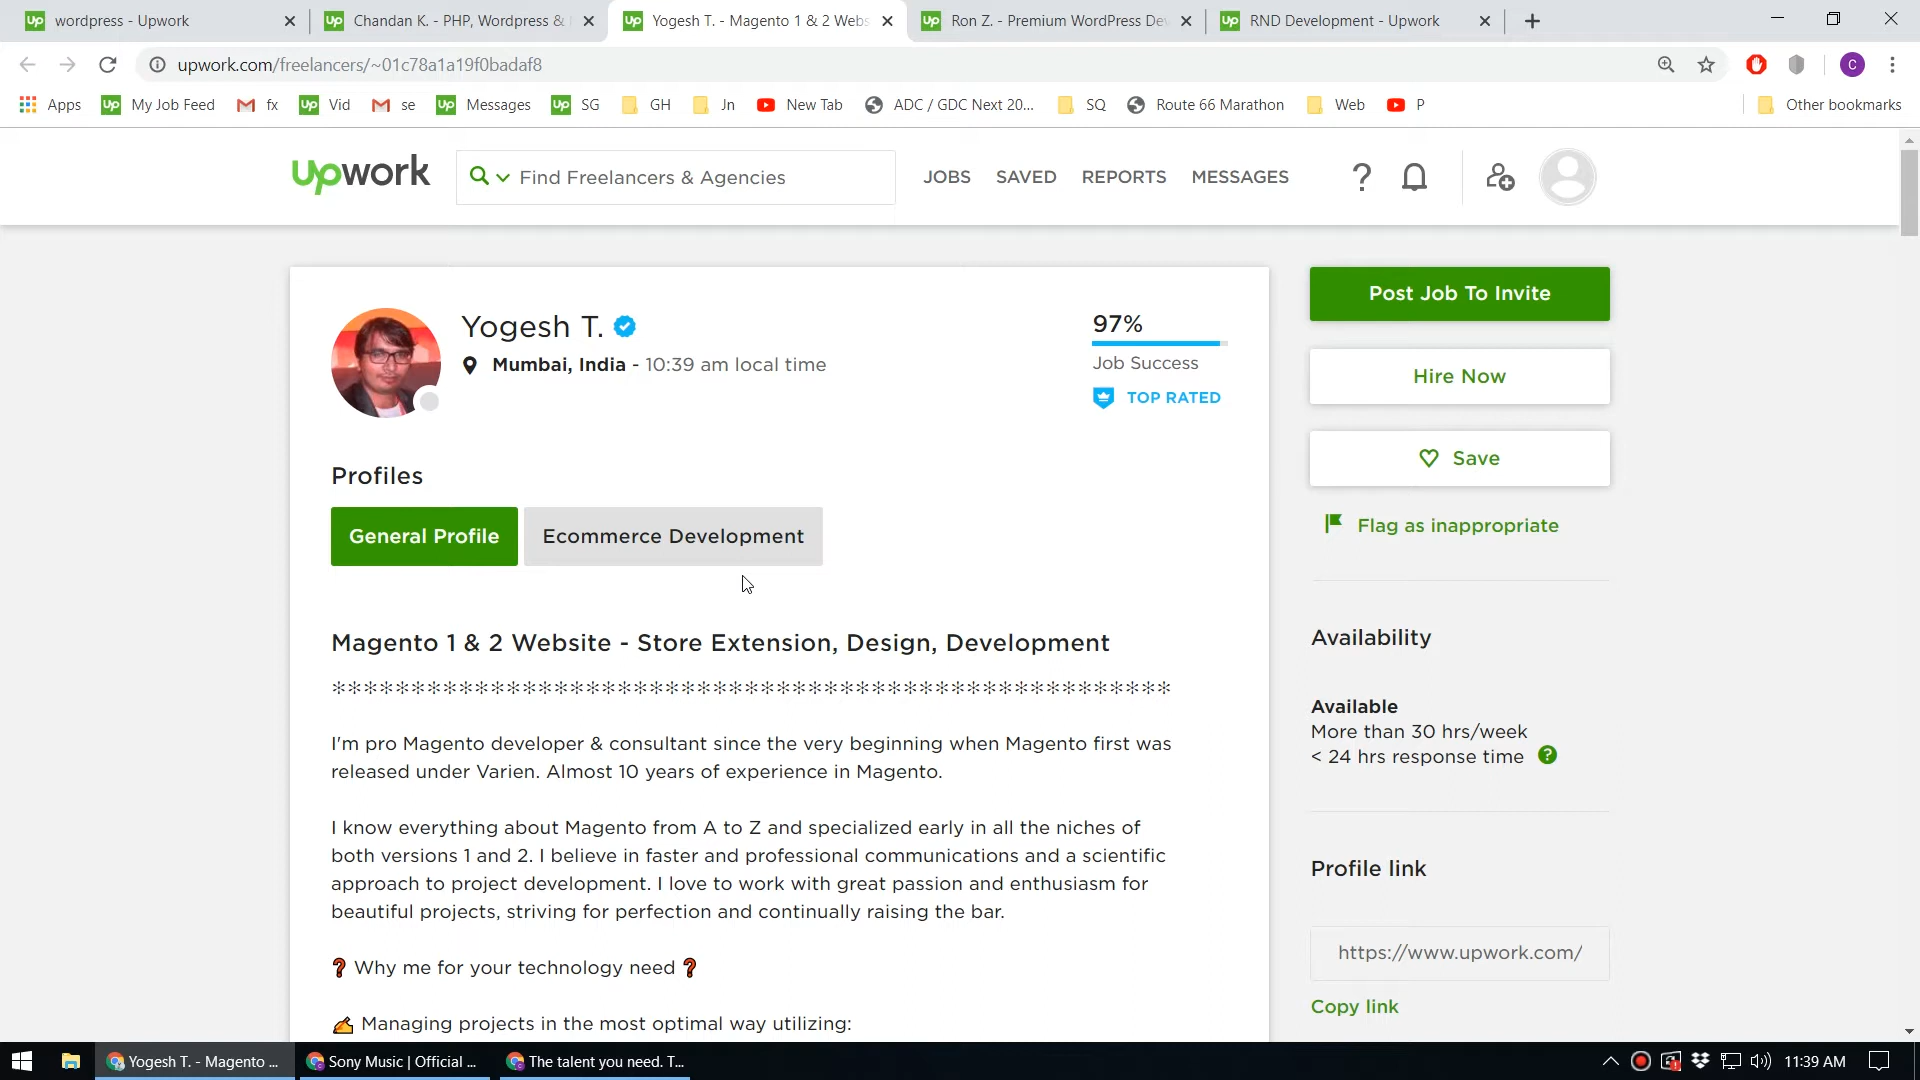 wordpress - Upwork
Chandan K. - PHP, Wordpress &
Yogesh T. - Magento 1 & 2 Webs
Ron Z. - Premium WordPress Dev
RND Development - Upwork
upwork.com/freelancers/~01c78a1a19f0badaf8
C
Apps
My Job Feed
fx
Vid
se
Messages
SG
GH
Jn
New Tab
ADC / GDC Next 20...
SQ
Route 66 Marathon
Web
P
Other bookmarks
upwork
Find Freelancers & Agencies
JOBS
SAVED
REPORTS
MESSAGES
Yogesh T.
Mumbai, India - 10:39 am local time
97%
Job Success
TOP RATED
Post Job To Invite
Hire Now
Save
Flag as inappropriate
Profiles
General Profile
Ecommerce Development
Magento 1 & 2 Website - Store Extension, Design, Development
*****************************************************
I'm pro Magento developer & consultant since the very beginning when Magento first was
released under Varien. Almost 10 years of experience in Magento.
I know everything about Magento from A to Z and specialized early in all the niches of
both versions 1 and 2. I believe in faster and professional communications and a scientific
approach to project development. I love to work with great passion and enthusiasm for
beautiful projects, striving for perfection and continually raising the bar.
❓ Why me for your technology need ❓
✍ Managing projects in the most optimal way utilizing:
Availability
Available
More than 30 hrs/week
< 24 hrs response time
Profile link
https://www.upwork.com/
Copy link
Yogesh T. - Magento ...
Sony Music | Official ...
The talent you need. T...
11:39 AM